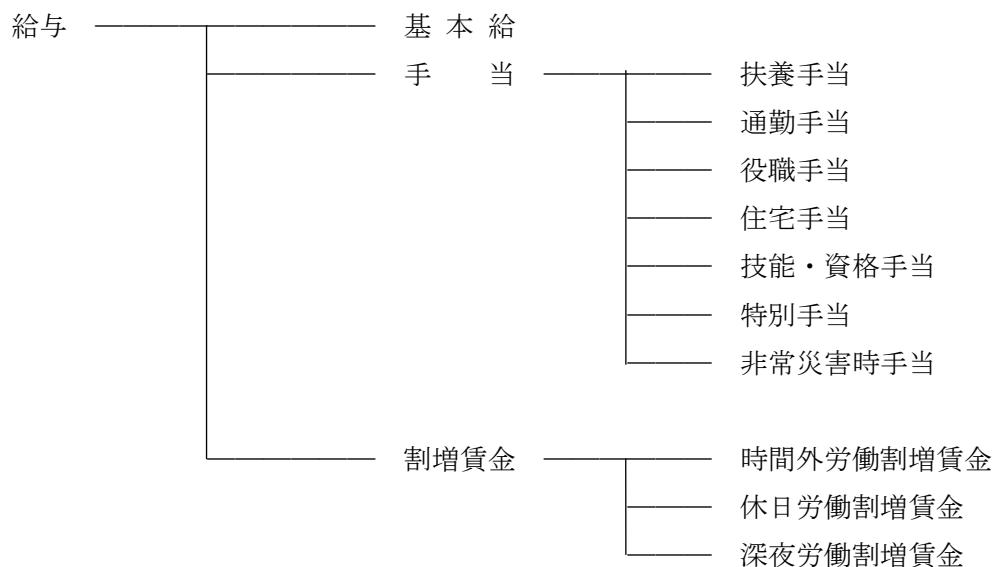 給与 基本給
手当 扶養手当
通勤手当
役職手当
住宅手当
技能・資格手当
特別手当
非常災害時手当
割増賃金 時間外労働割増賃金
休日労働割増賃金
深夜労働割増賃金